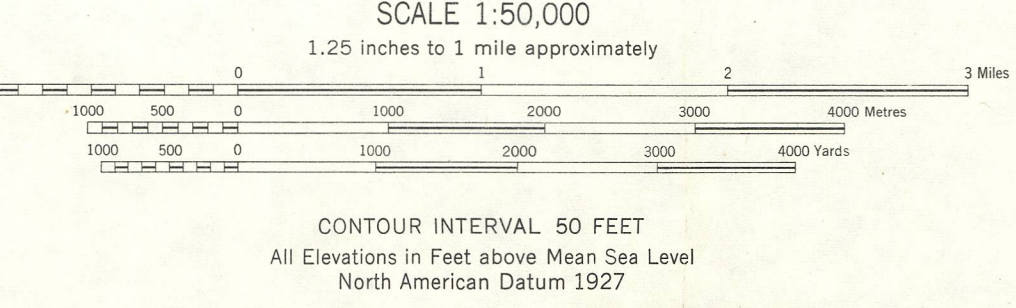 SCALE 1:50,000
1.25 inches to 1 mile approximately
0 1 2 3 Miles
1000 500 0 1000 2000 3000 4000 Metres
1000 500 0 1000 2000 3000 4000 Yards
CONTOUR INTERVAL 50 FEET
All Elevations in Feet above Mean Sea Level
North American Datum 1927